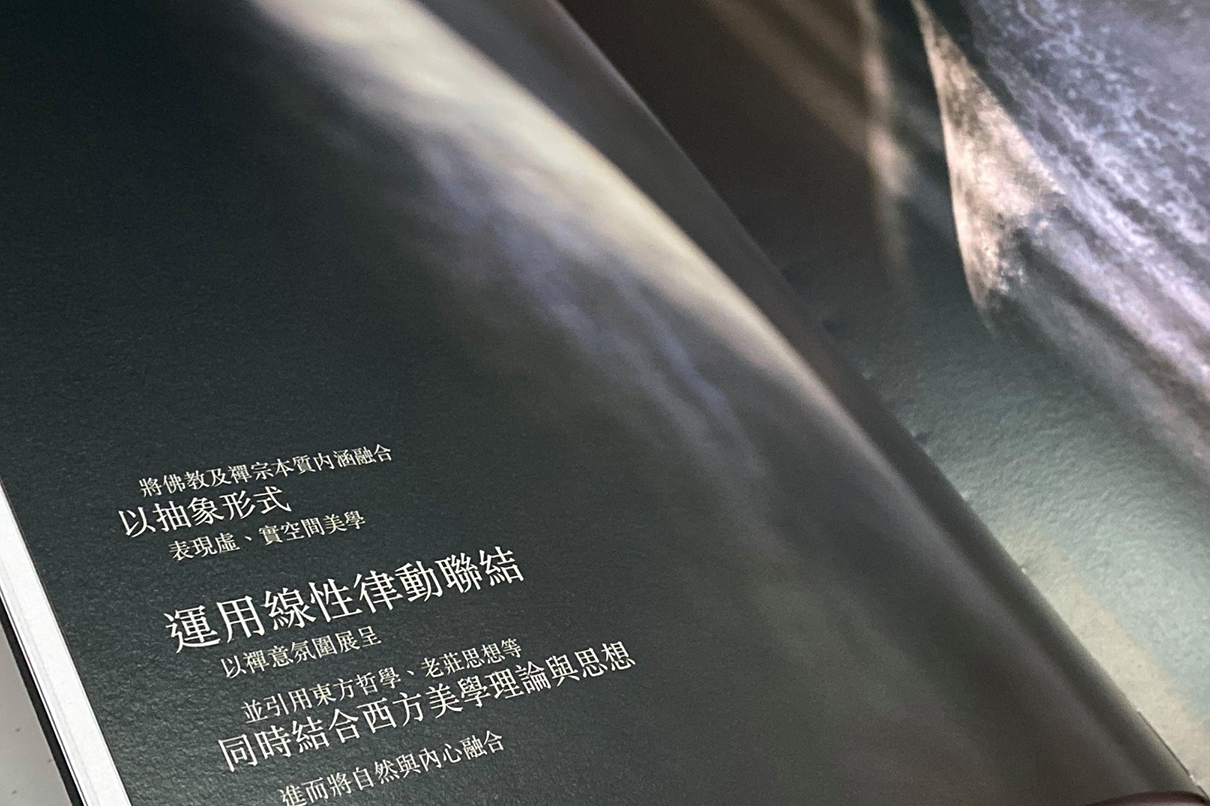 將佛教及禪宗本質內涵融合
以抽象形式
表現虛、實空間美學
運用線性律動聯結
以禪意氛圍展呈
並引用東方哲學、老莊思想等
同時結合西方美學理論與思想
進而將自然與內心融合